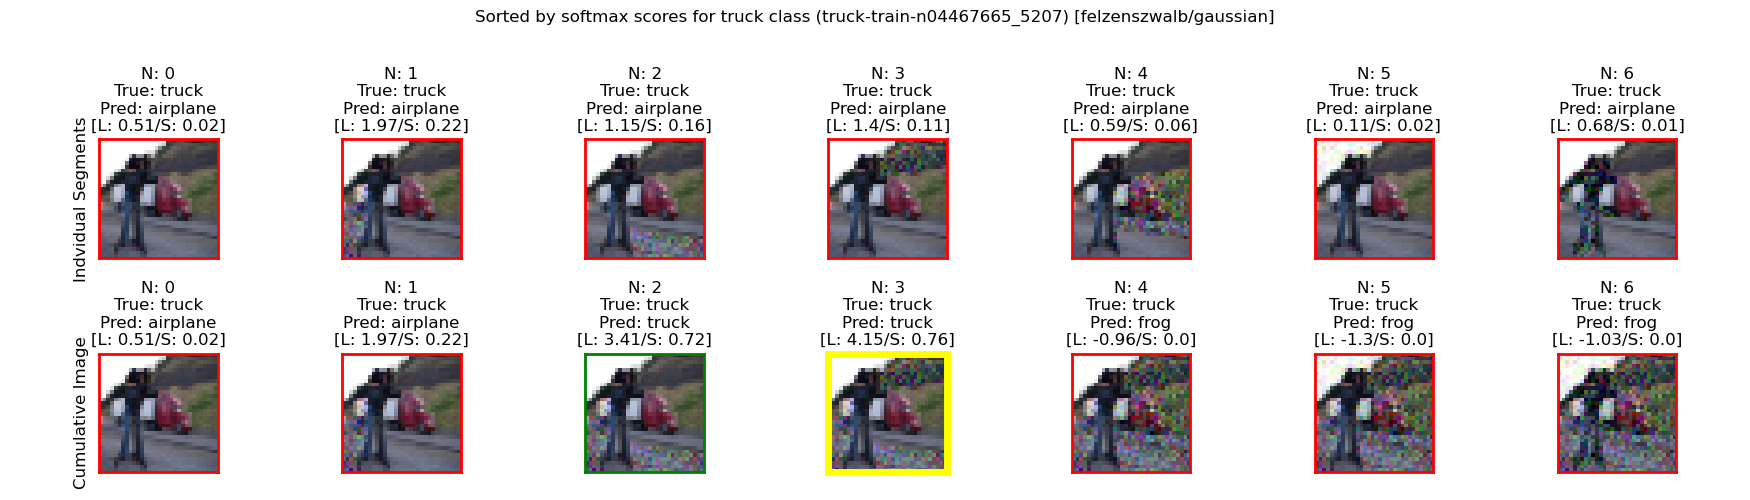 Sorted by softmax scores for truck class (truck-train-n04467665_5207) [felzenszwalb/gaussian]
Indvidual Segments
N: 0
True: truck
Pred: airplane
[L: 0.51/S: 0.02]
N: 1
True: truck
Pred: airplane
[L: 1.97/S: 0.22]
N: 2
True: truck
Pred: airplane
[L: 1.15/S: 0.16]
N: 3
True: truck
Pred: airplane
[L: 1.4/S: 0.11]
N: 4
True: truck
Pred: airplane
[L: 0.59/S: 0.06]
N: 5
True: truck
Pred: airplane
[L: 0.11/S: 0.02]
N: 6
True: truck
Pred: airplane
[L: 0.68/S: 0.01]
Cumulative Image
N: 0
True: truck
Pred: airplane
[L: 0.51/S: 0.02]
N: 1
True: truck
Pred: airplane
[L: 1.97/S: 0.22]
N: 2
True: truck
Pred: truck
[L: 3.41/S: 0.72]
N: 3
True: truck
Pred: truck
[L: 4.15/S: 0.76]
N: 4
True: truck
Pred: frog
[L: -0.96/S: 0.0]
N: 5
True: truck
Pred: frog
[L: -1.3/S: 0.0]
N: 6
True: truck
Pred: frog
[L: -1.03/S: 0.0]